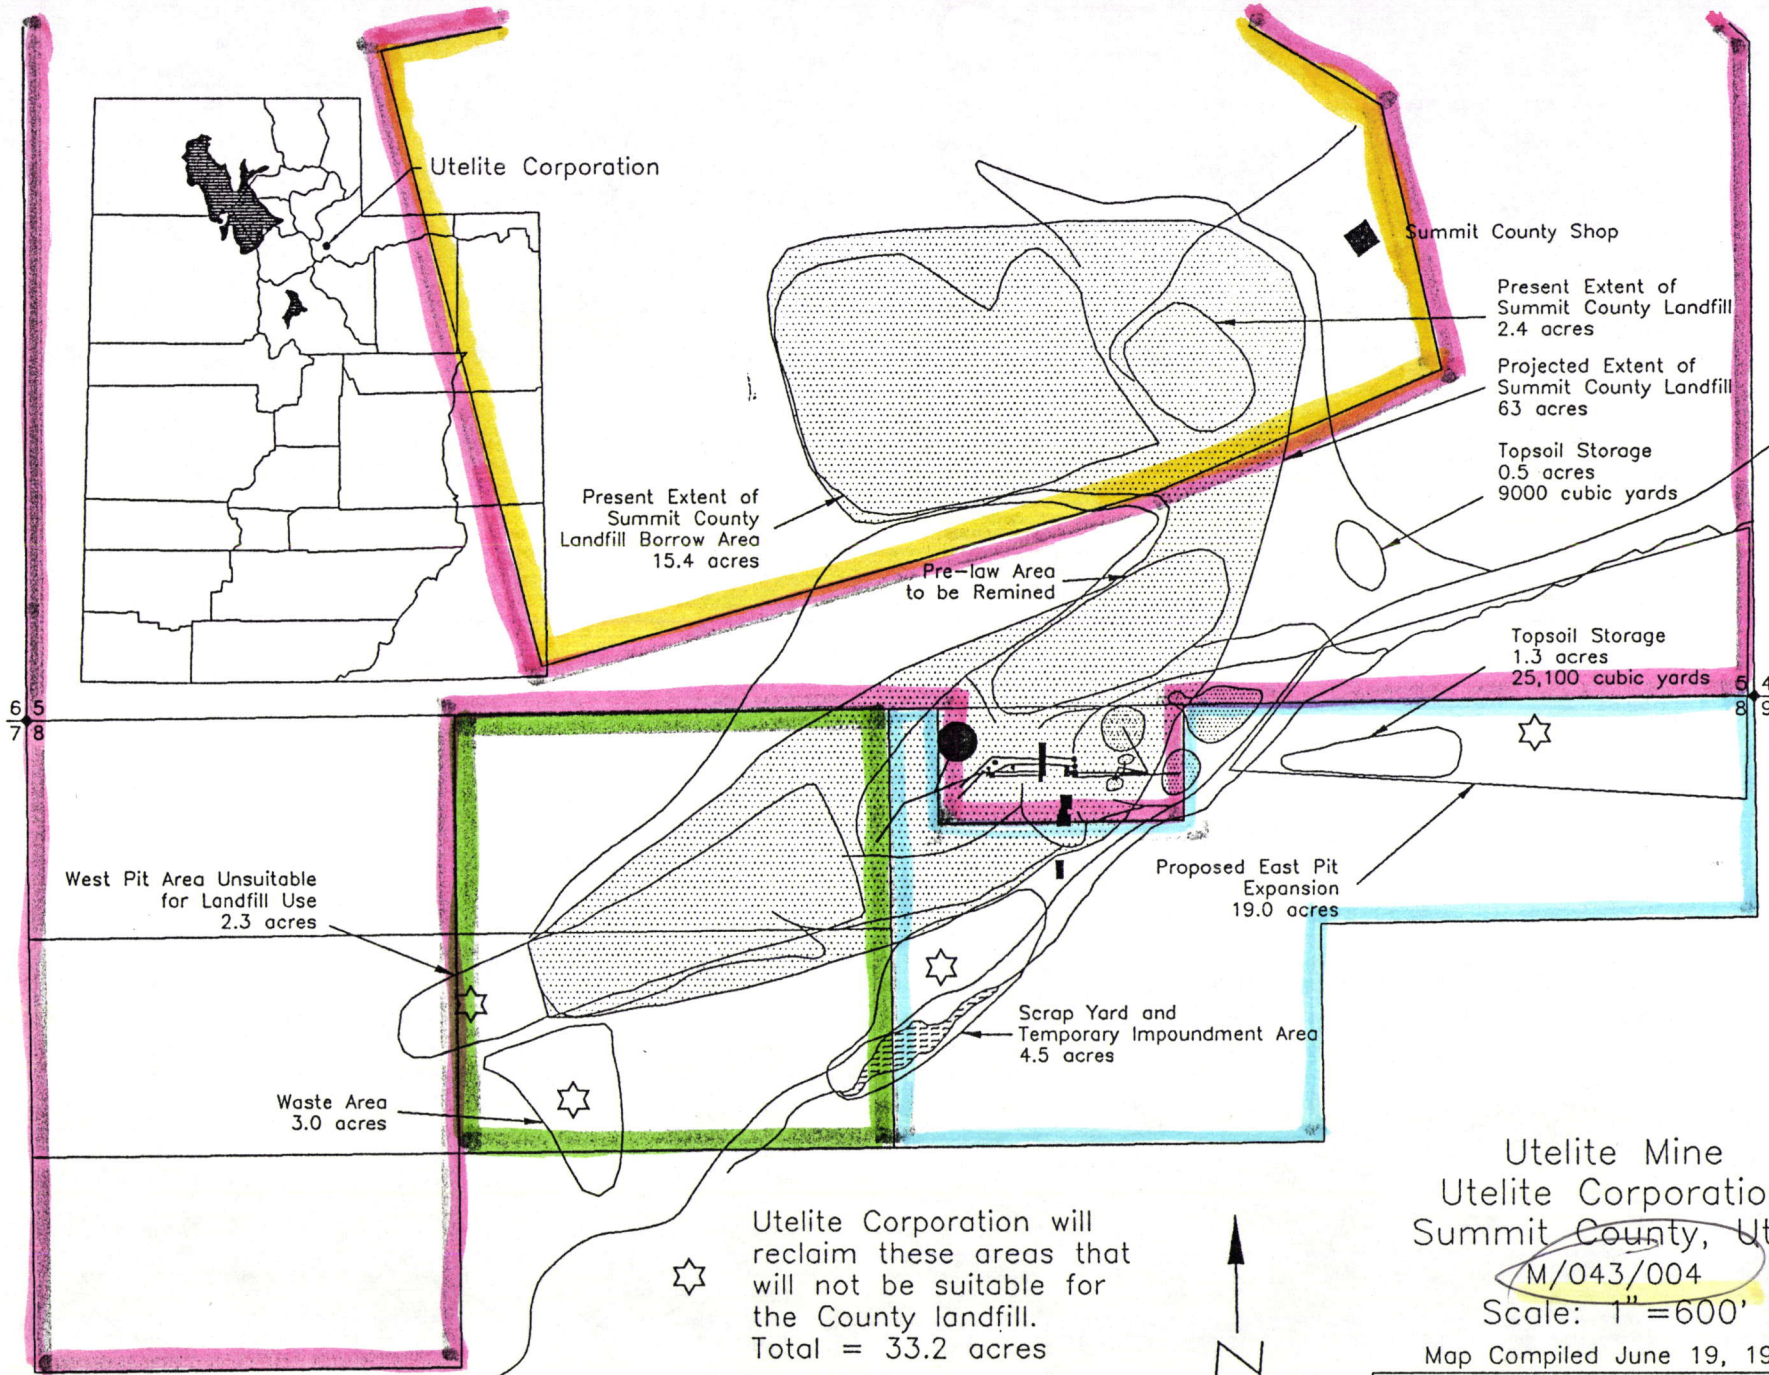 Utelite Corporation
Summit County Shop
Present Extent of
Summit County Landfill
2.4 acres
Projected Extent of
Summit County Landfill
63 acres
Topsoil Storage
0.5 acres
9000 cubic yards
Present Extent of
Summit County
Landfill Borrow Area
15.4 acres
Pre-law Area
to be Remined
Topsoil Storage
1.3 acres
25,100 cubic yards
6 5
7 8
5 4
8 9
West Pit Area Unsuitable
for Landfill Use
2.3 acres
Proposed East Pit
Expansion
19.0 acres
Scrap Yard and
Temporary Impoundment Area
4.5 acres
Waste Area
3.0 acres
Utelite Corporation will
reclaim these areas that
will not be suitable for
the County landfill.
Total = 33.2 acres
N
Utelite Mine
Utelite Corporatio
Summit County, Ut
M/043/004
Scale: 1"=600'
Map Compiled June 19, 19